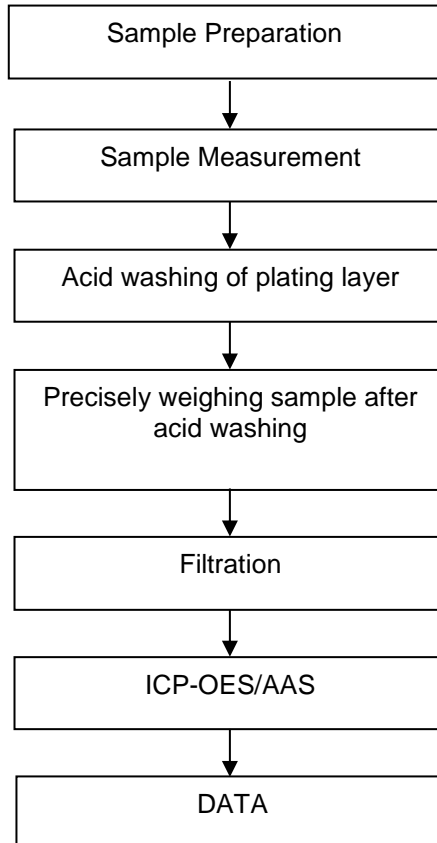 Sample Preparation
Sample Measurement
Acid washing of plating layer
Precisely weighing sample after
acid washing
Filtration
ICP-OES/AAS
DATA